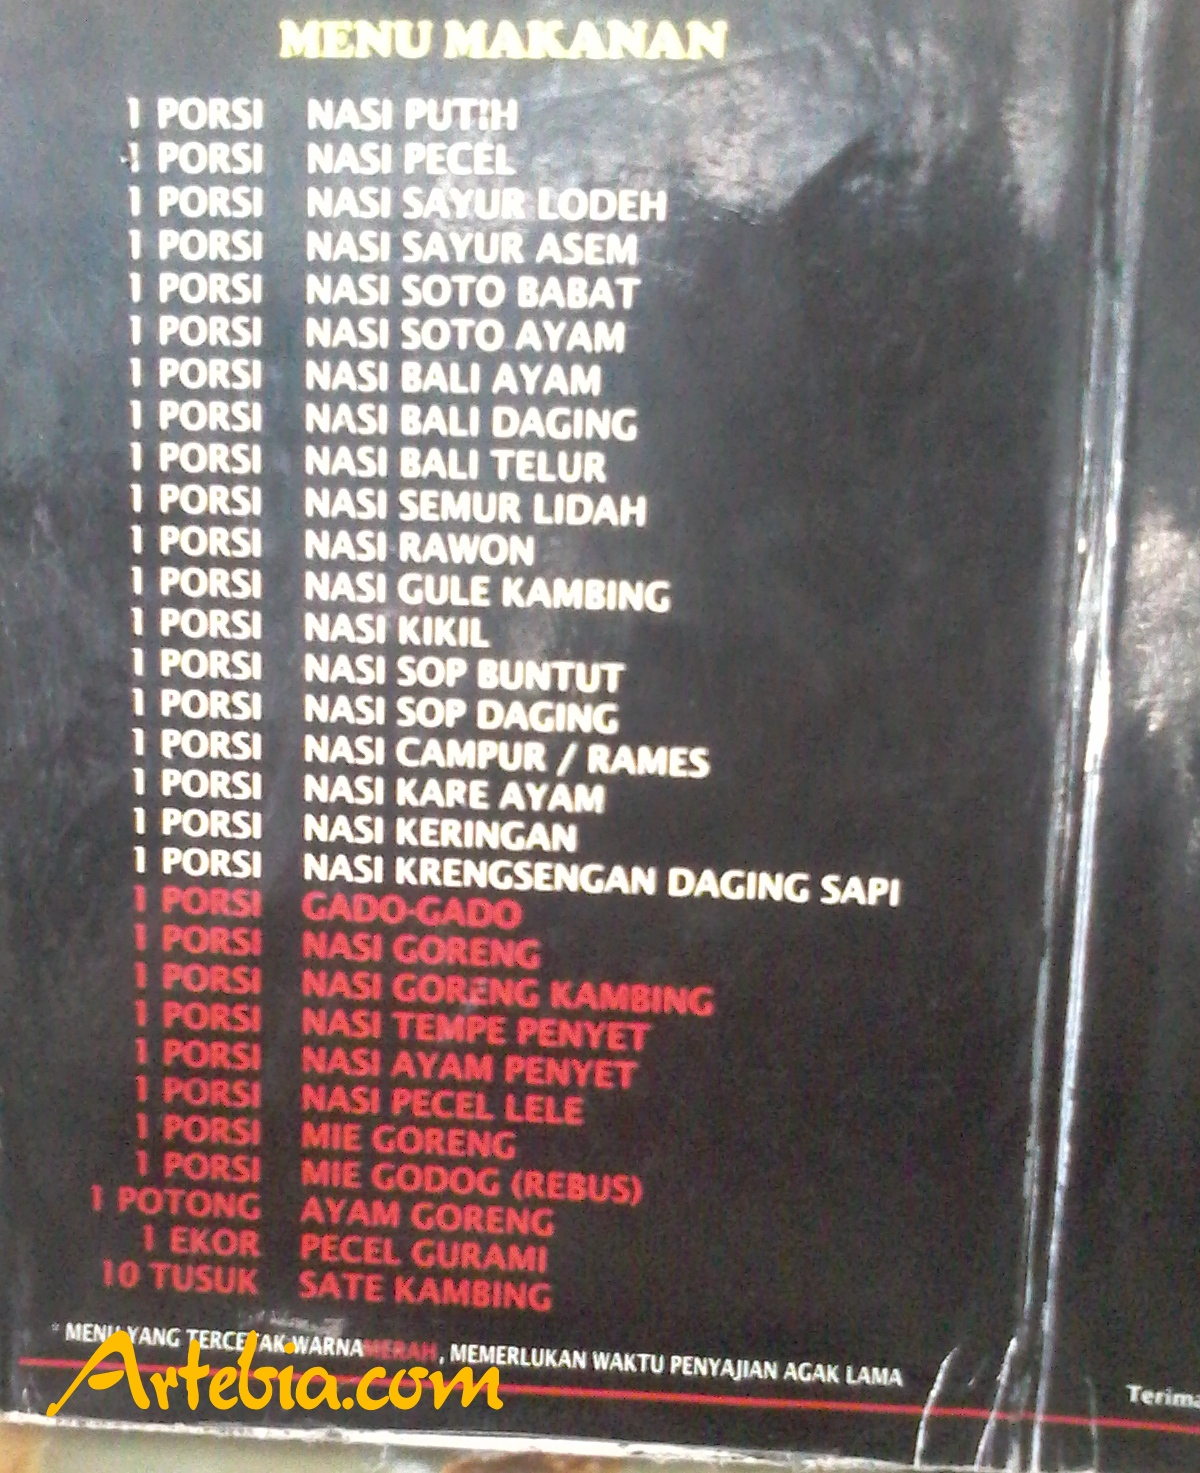 MENU MAKANAN
1 PORSI NASI PUTIH
1 PORSI NASI PECEL
1 PORSI NASI SAYUR LODEH
1 PORSI NASI SAYUR ASEM
1 PORSI NASI SOTO BABAT
1 PORSI NASI SOTO AYAM
1 PORSI NASI BALI AYAM
1 PORSI NASI BALI DAGING
1 PORSI NASI BALI TELUR
1 PORSI NASI SEMUR LIDAH
1 PORSI NASI RAWON
1 PORSI NASI GULE KAMBING
1 PORSI NASI KIKIL
1 PORSI NASI SOP BUNTUT
1 PORSI NASI SOP DAGING
1 PORSI NASI CAMPUR / RAMES
1 PORSI NASI KARE AYAM
1 PORSI NASI KERINGAN
1 PORSI NASI KRENGSENGAN DAGING SAPI
1 PORSI GADO-GADO
1 PORSI NASI GORENG
1 PORSI NASI GORENG KAMBING
1 PORSI NASI TEMPE PENYET
1 PORSI NASI AYAM PENYET
1 PORSI NASI PECEL LELE
1 PORSI MIE GORENG
1 PORSI MIE GODOG (REBUS)
1 POTONG AYAM GORENG
1 EKOR PECEL GURAMI
10 TUSUK SATE KAMBING
* MENU YANG TERCETAK WARNA MERAH, MEMERLUKAN WAKTU PENYAJIAN AGAK LAMA
Artebia.com